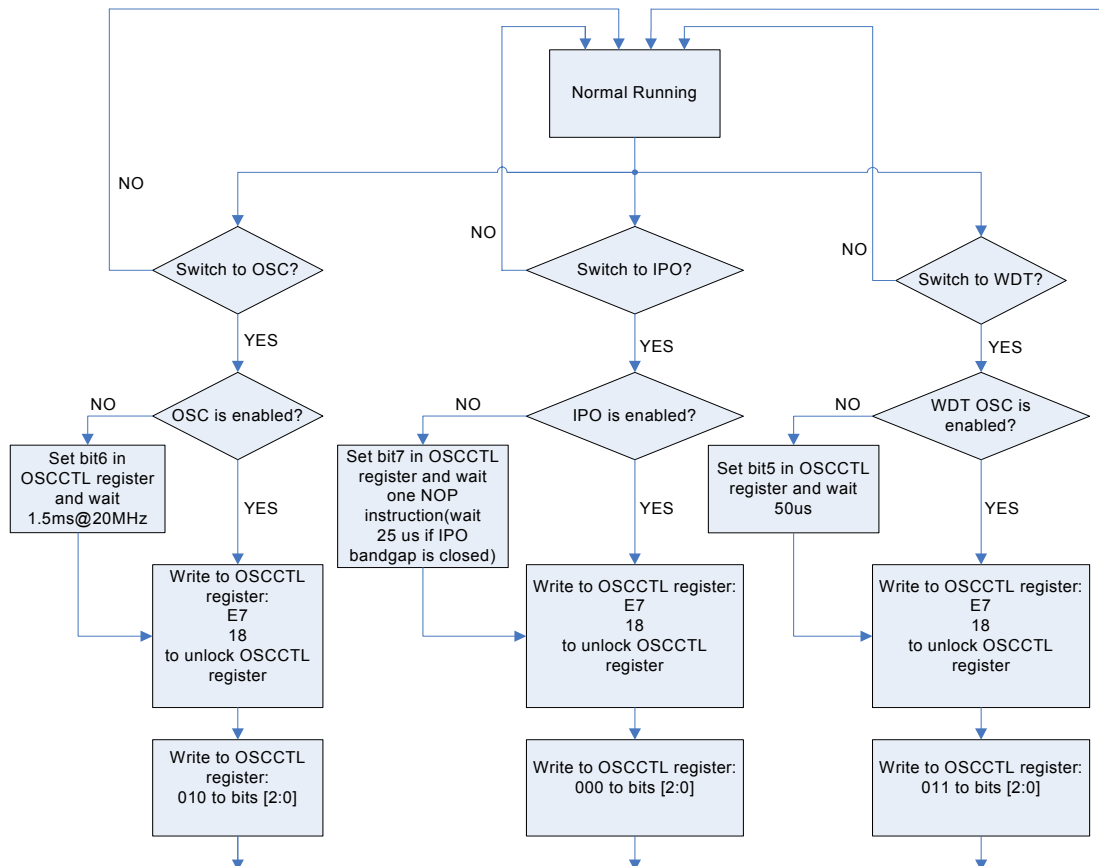 Normal Running
NO
NO
NO
Switch to OSC?
Switch to IPO?
Switch to WDT?
YES
YES
YES
OSC is enabled?
IPO is enabled?
WDT OSC is
enabled?
NO
NO
NO
Set bit6 in
OSCCTL register
and wait
1.5ms@20MHz
Set bit7 in OSCCTL
register and wait
one NOP
instruction(wait
25 us if IPO
bandgap is closed)
Set bit5 in OSCCTL
register and wait
50us
YES
YES
YES
Write to OSCCTL
register:
E7
18
to unlock OSCCTL
register
Write to OSCCTL register:
E7
18
to unlock OSCCTL
register
Write to OSCCTL register:
E7
18
to unlock OSCCTL
register
Write to OSCCTL
register:
010 to bits [2:0]
Write to OSCCTL register:
000 to bits [2:0]
Write to OSCCTL register:
011 to bits [2:0]